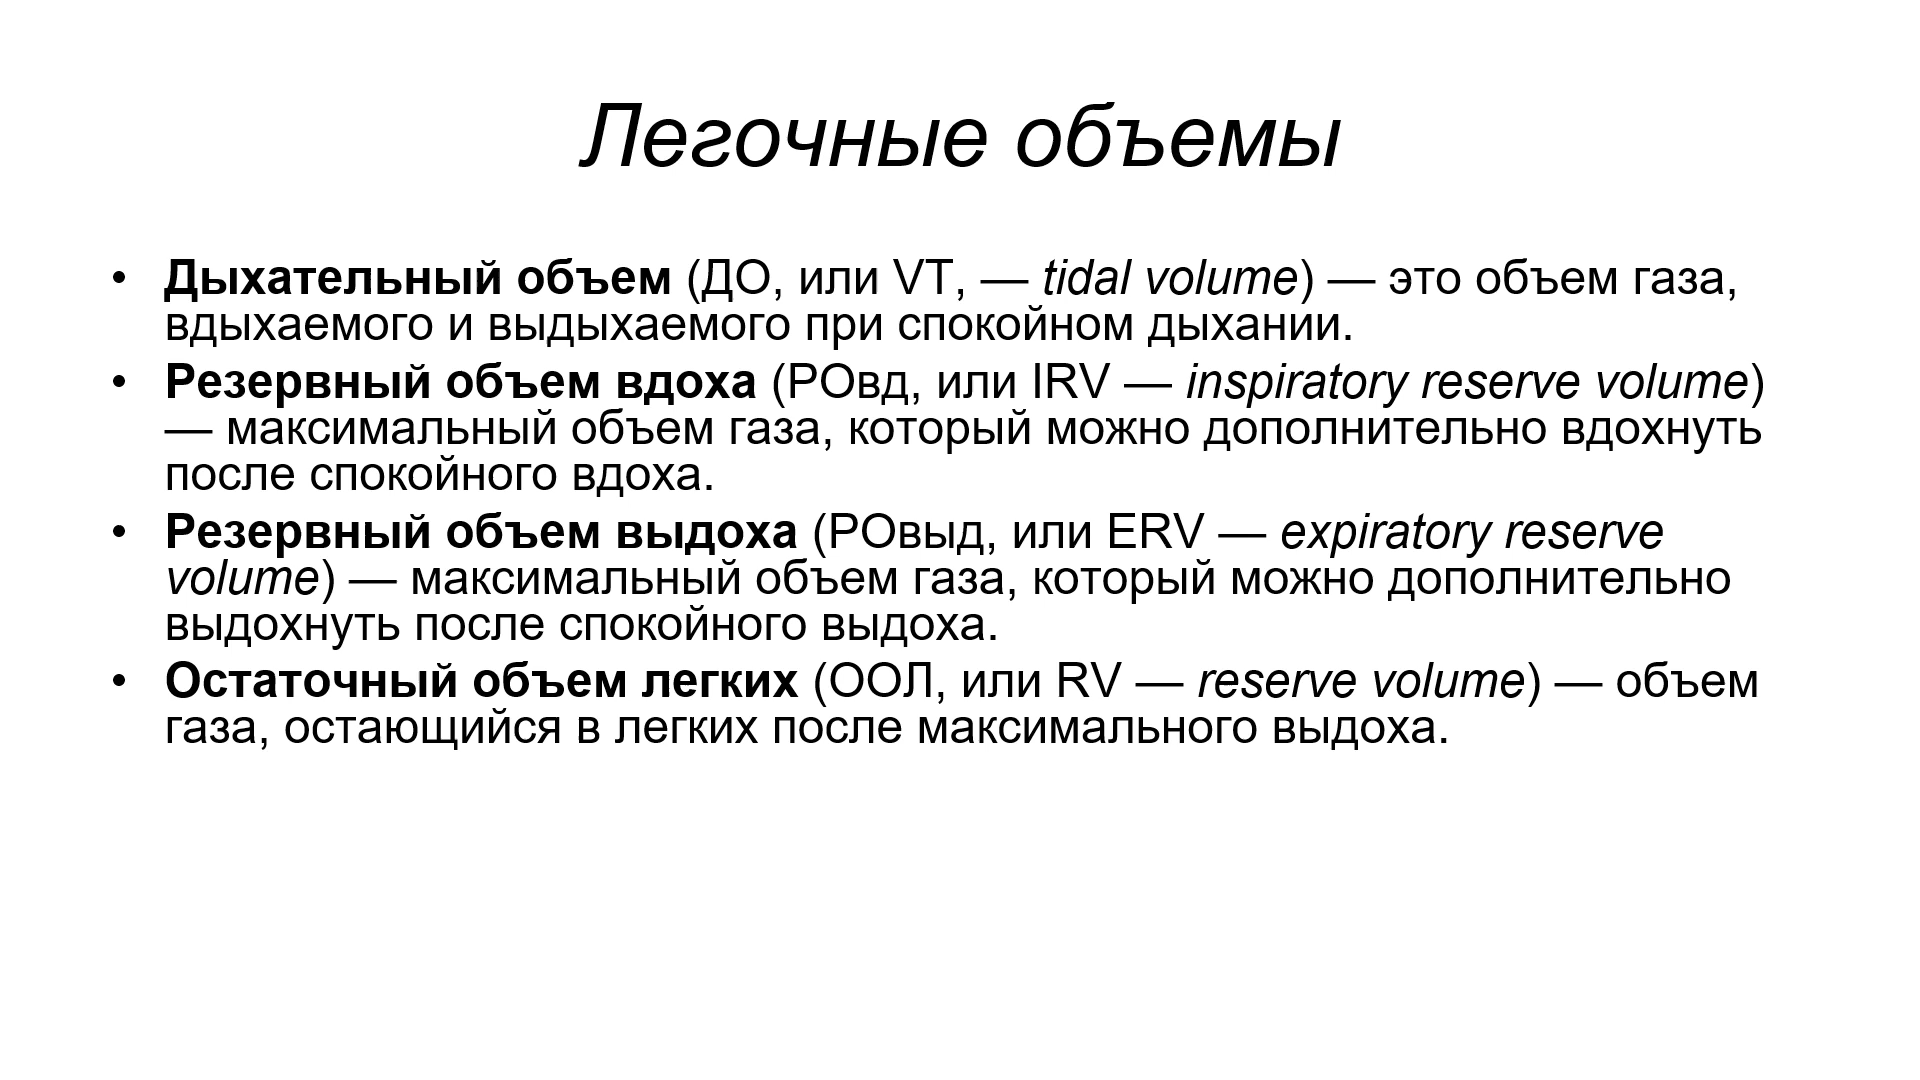 Легочные объемы
• Дыхательный объем (ДО, или VT, — tidal volume) — это объем газа,
вдыхаемого и выдыхаемого при спокойном дыхании.
• Резервный объем вдоха (РОвд, или IRV — inspiratory reserve volume)
— максимальный объем газа, который можно дополнительно вдохнуть
после спокойного вдоха.
• Резервный объем выдоха (РОвыд, или ERV — expiratory reserve
volume) — максимальный объем газа, который можно дополнительно
выдохнуть после спокойного выдоха.
• Остаточный объем легких (ООЛ, или RV — reserve volume) — объем
газа, остающийся в легких после максимального выдоха.